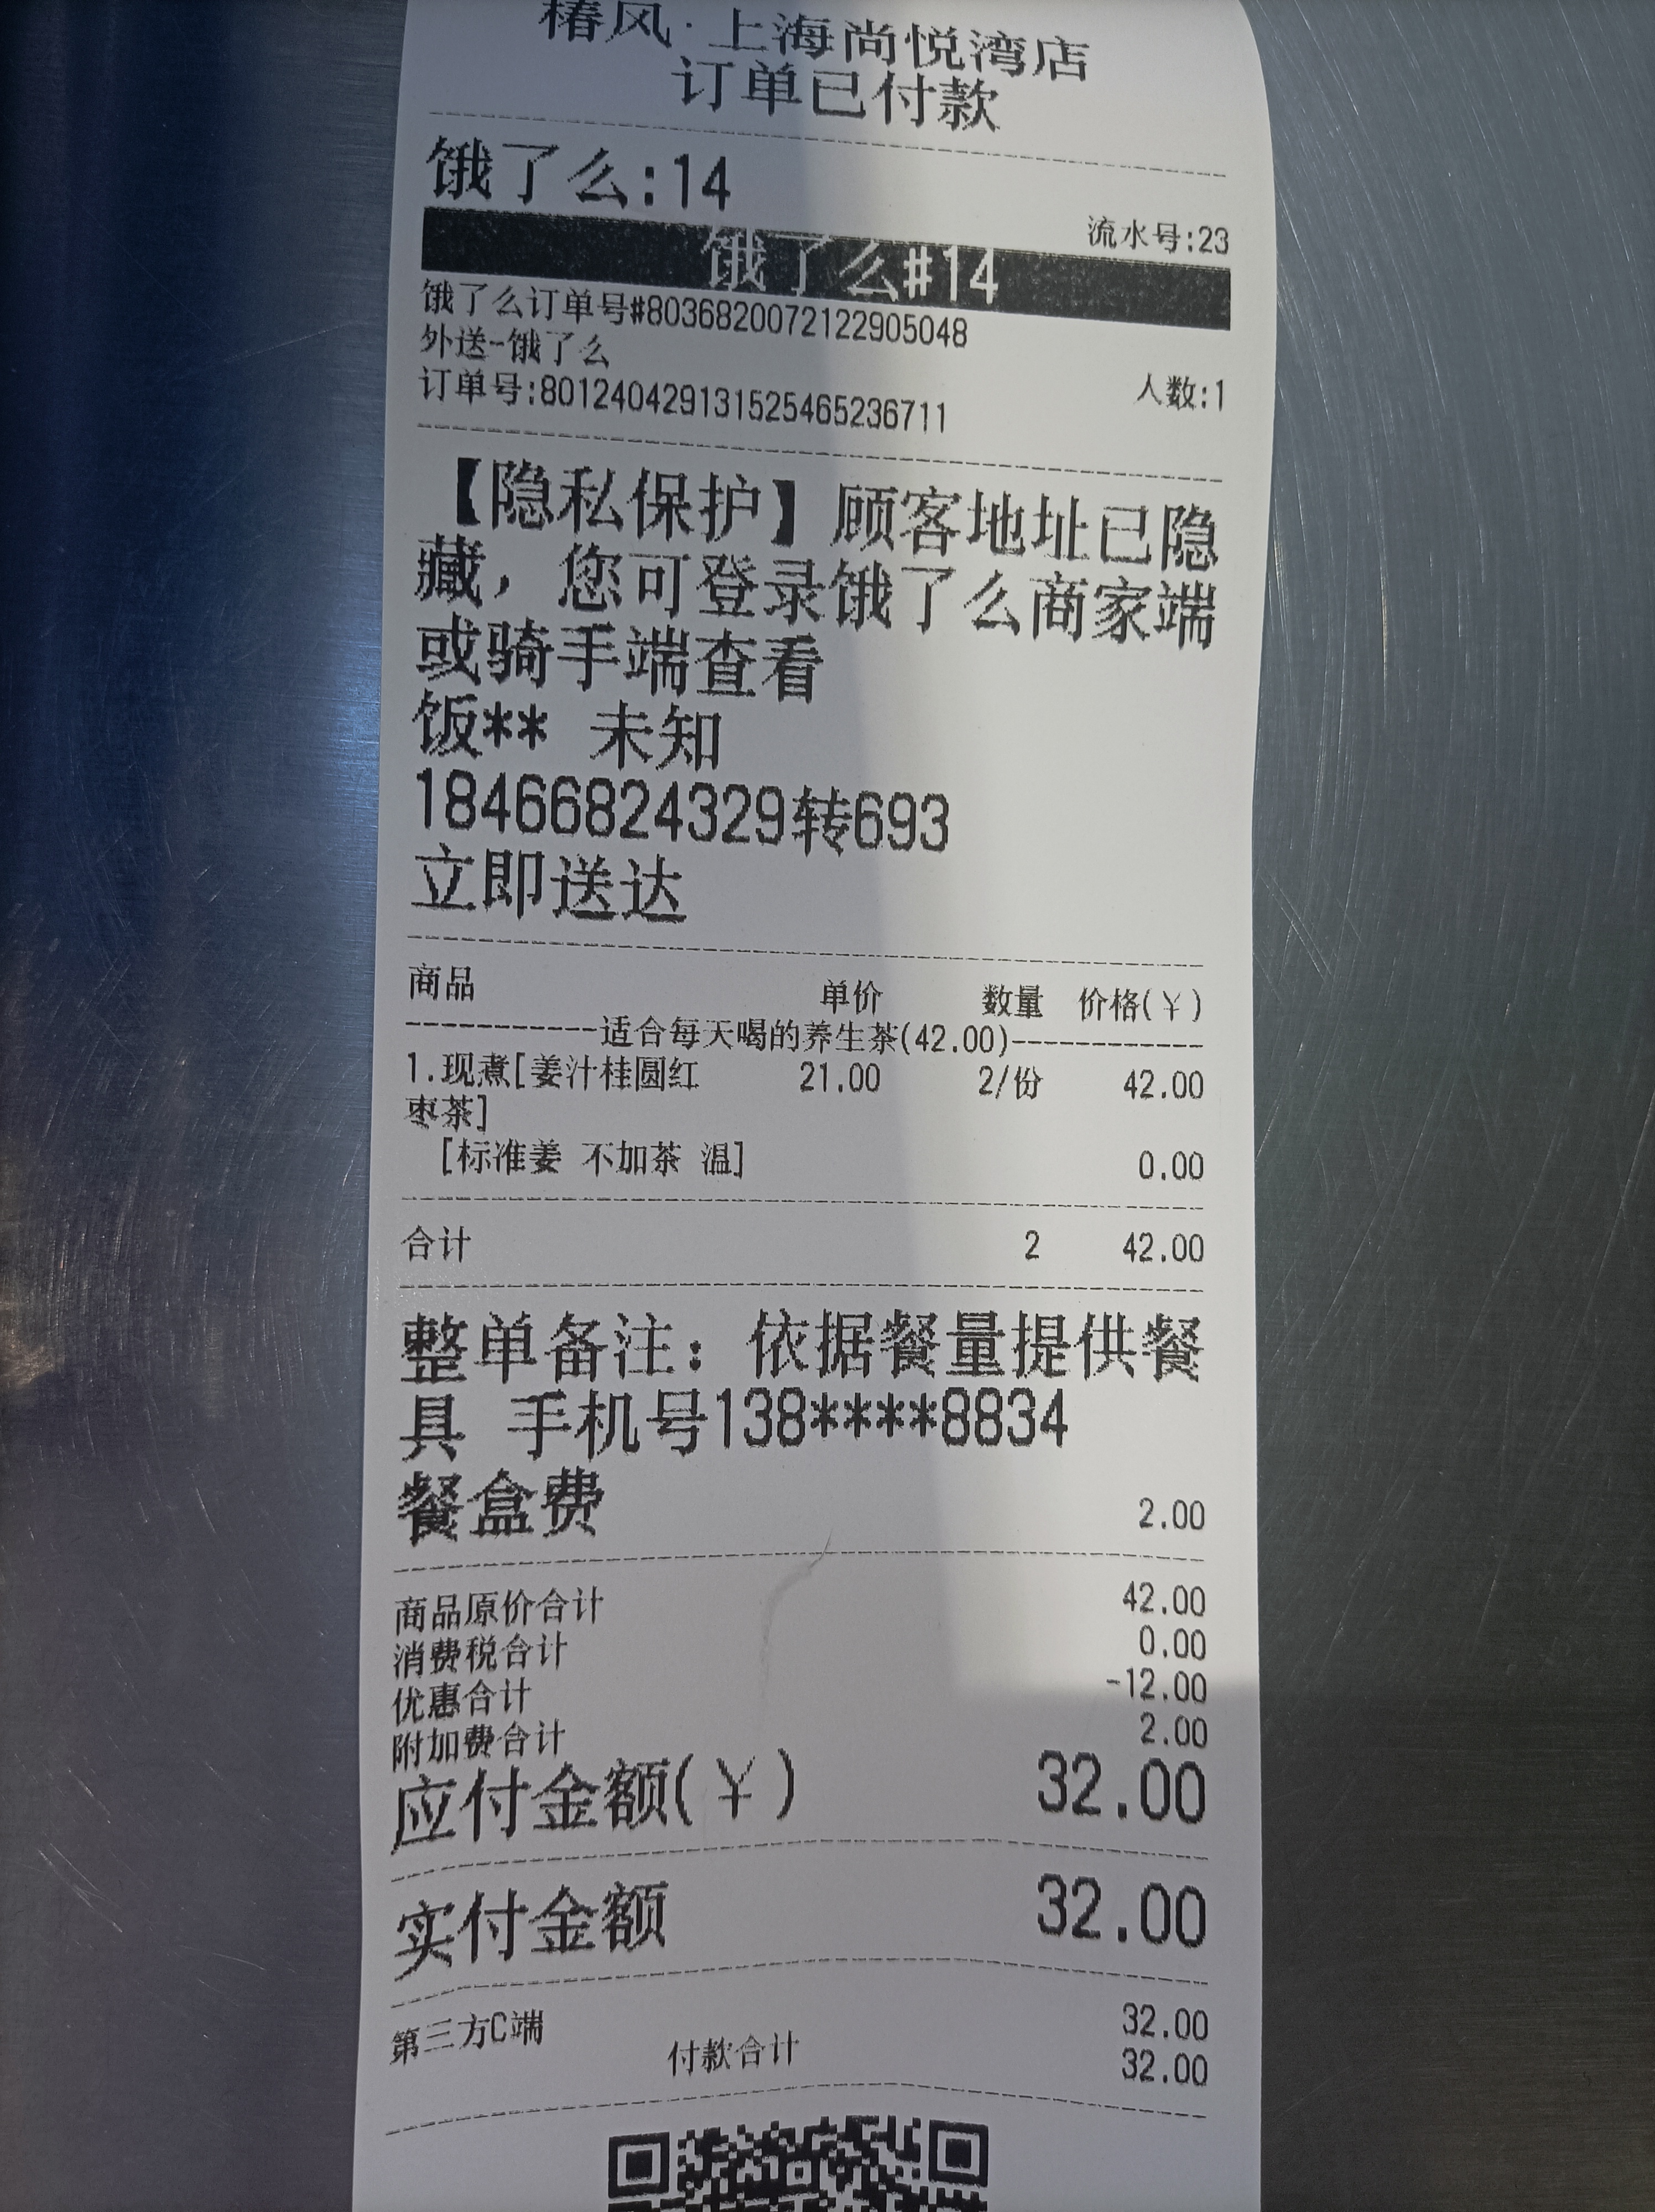 椿风·上海尚悦湾店
订单已付款
饿了么:14
流水号:23
饿了么#14
饿了么订单号#8036820072122905048
外送-饿了么
人数:1
订单号:801240429131525465236711
【隐私保护】顾客地址已隐
藏，您可登录饿了么商家端
或骑手端查看
饭** 未知
18466824329转693
立即送达
商品 单价 数量 价格(￥)
-----------适合每天喝的养生茶(42.00)------------
1.现煮[姜汁桂圆红 21.00 2/份 42.00
枣茶]
[标准姜 不加茶 温] 0.00
合计 2 42.00
整单备注：依据餐量提供餐
具 手机号138****8834
餐盒费 2.00
商品原价合计 42.00
消费税合计 0.00
优惠合计 -12.00
附加费合计 2.00
应付金额(￥) 32.00
实付金额 32.00
第三方C端 32.00
付款合计 32.00